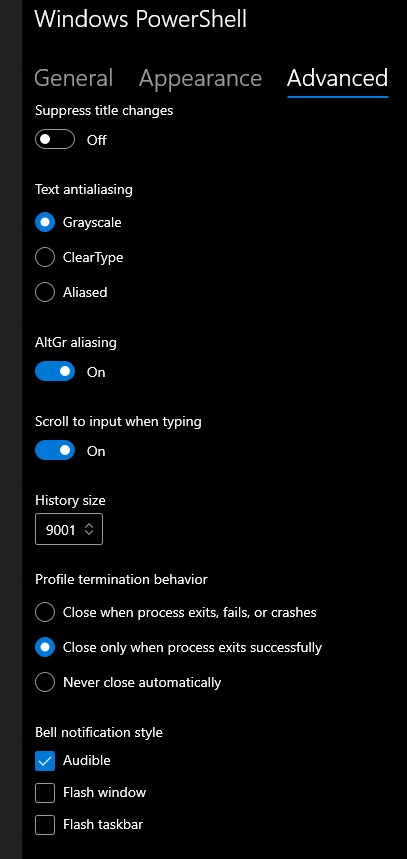 Windows PowerShell
General Appearance Advanced
Suppress title changes
Off
Text antialiasing
Grayscale
ClearType
Aliased
AltGr aliasing
On
Scroll to input when typing
On
History size
9001
Profile termination behavior
Close when process exits, fails, or crashes
Close only when process exits successfully
Never close automatically
Bell notification style
Audible
Flash window
Flash taskbar